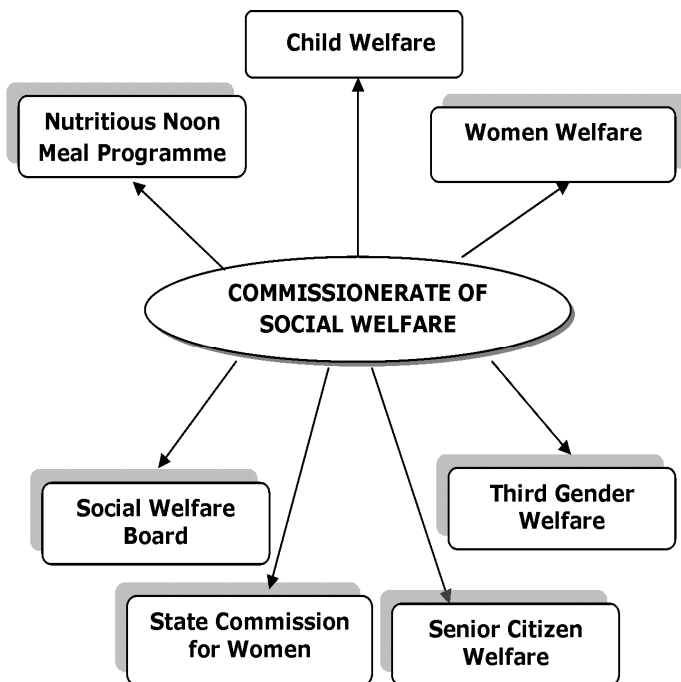 Child Welfare
Nutritious Noon
Meal Programme
Women Welfare
COMMISSIONERATE OF
SOCIAL WELFARE
Social Welfare
Board
Third Gender
Welfare
State Commission
for Women
Senior Citizen
Welfare